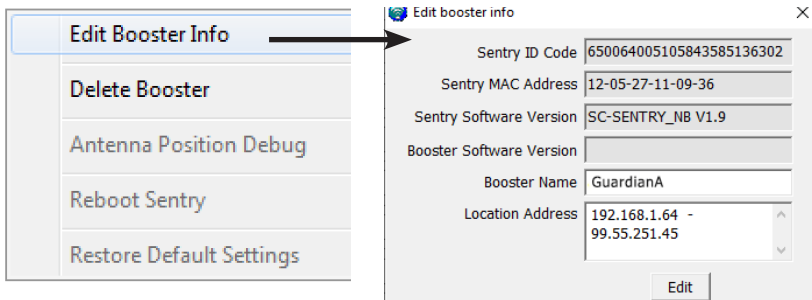 Edit Booster Info
Delete Booster
Antenna Position Debug
Reboot Sentry
Restore Default Settings
Edit booster info
Sentry ID Code 650064005105843585136302
Sentry MAC Address 12-05-27-11-09-36
Sentry Software Version SC-SENTRY_NB V1.9
Booster Software Version
Booster Name GuardianA
Location Address 192.168.1.64 -
99.55.251.45
Edit